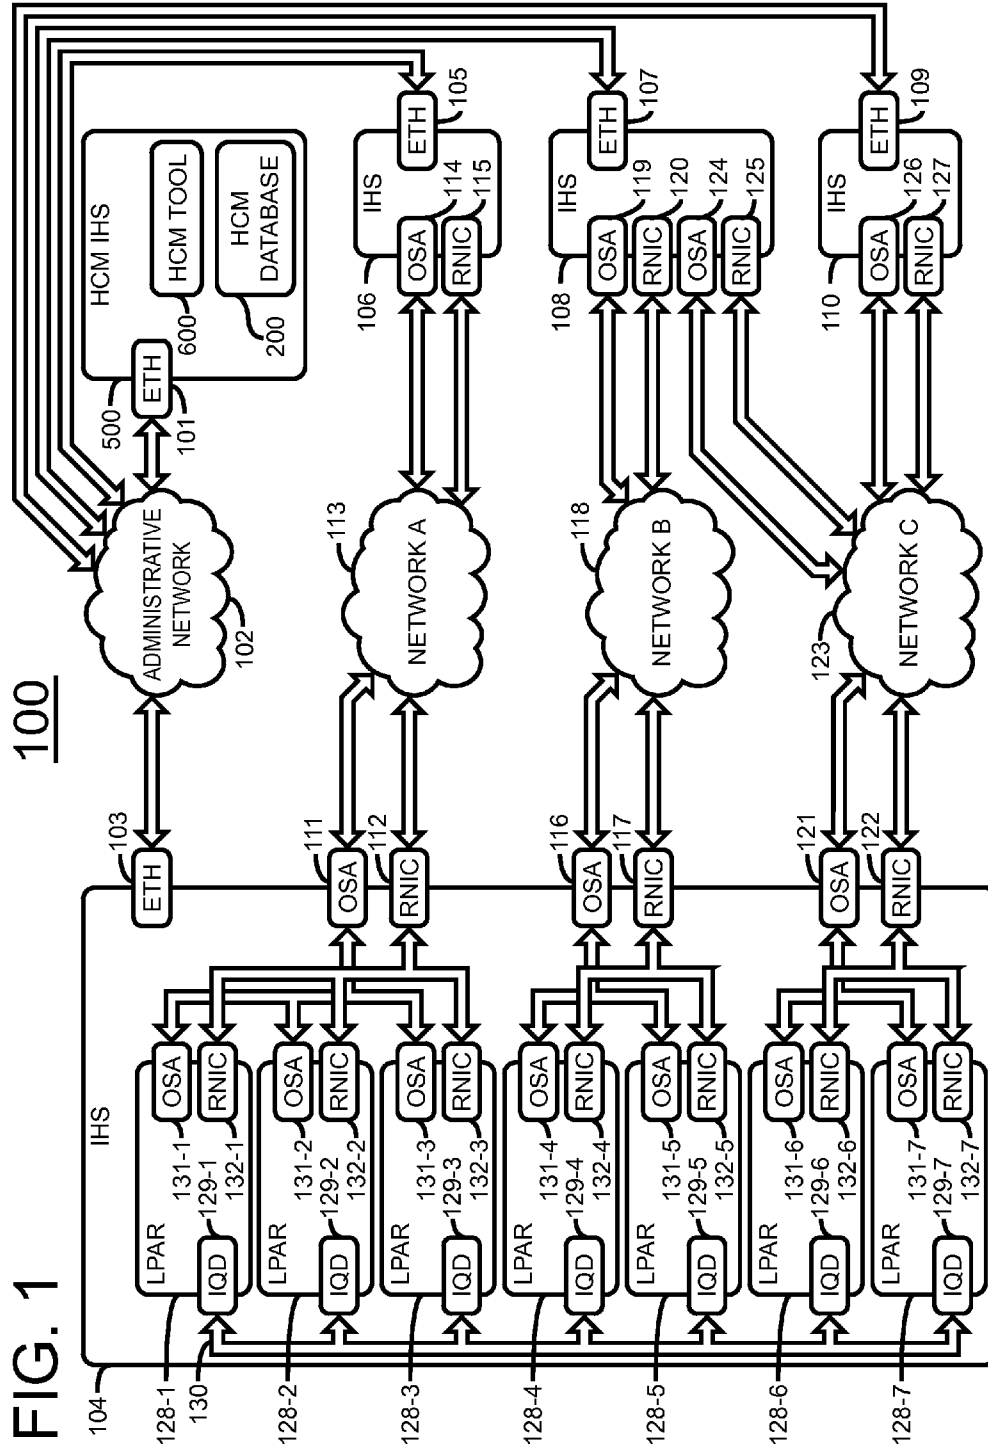 FIG. 1
100
104
IHS
128-1
LPAR
IQD
129-1
131-1
OSA
132-1
RNIC
130
128-2
LPAR
IQD
129-2
131-2
OSA
132-2
RNIC
128-3
LPAR
IQD
129-3
131-3
OSA
132-3
RNIC
128-4
LPAR
IQD
129-4
131-4
OSA
132-4
RNIC
128-5
LPAR
IQD
129-5
131-5
OSA
132-5
RNIC
128-6
LPAR
IQD
129-6
131-6
OSA
132-6
RNIC
128-7
LPAR
IQD
129-7
131-7
OSA
132-7
RNIC
ETH
103
OSA
111
RNIC
112
OSA
116
RNIC
117
OSA
121
RNIC
122
ADMINISTRATIVE
NETWORK
102
NETWORK A
113
NETWORK B
118
NETWORK C
123
HCM IHS
500
ETH
101
HCM TOOL
600
HCM
DATABASE
200
IHS
106
ETH
105
OSA
114
RNIC
115
IHS
108
ETH
107
OSA
119
RNIC
120
OSA
124
RNIC
125
IHS
110
ETH
109
OSA
126
RNIC
127